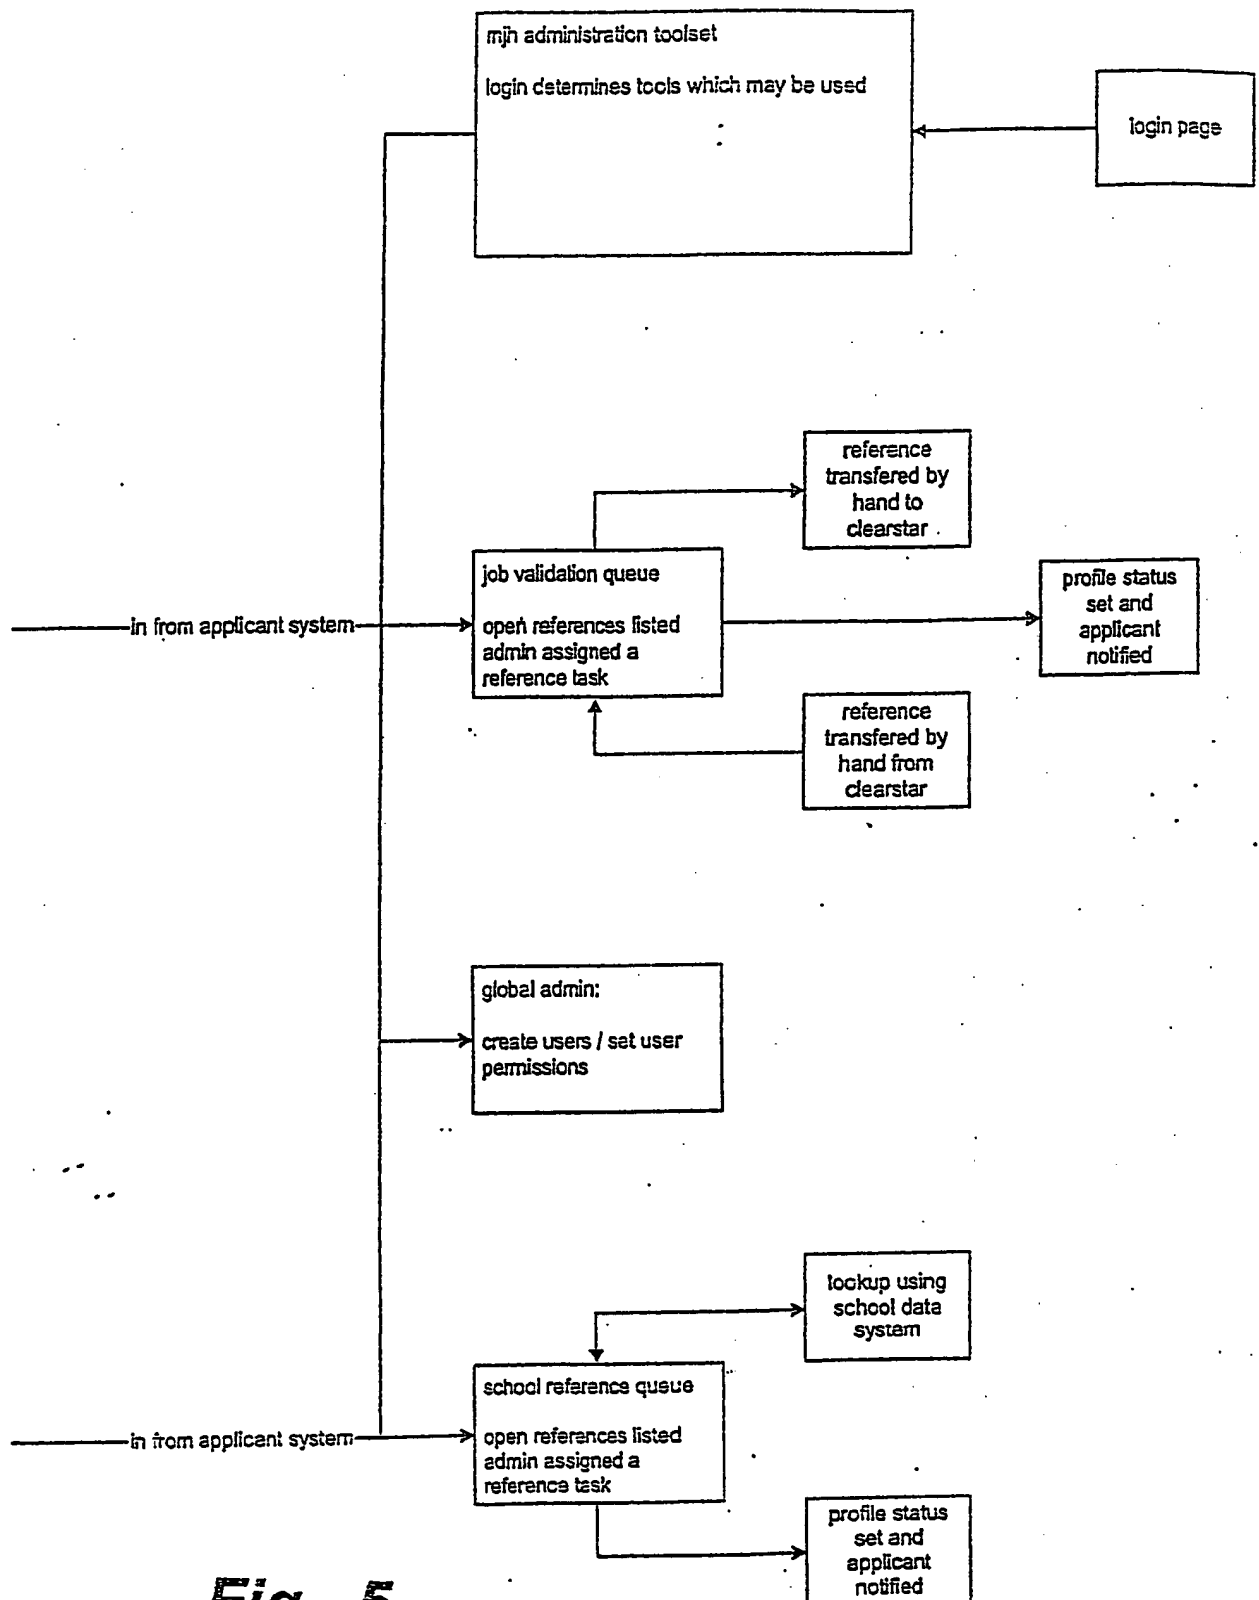 mjh administration toolset
login determines tools which may be used
login page
reference
transfered by
hand to
clearstar
job validation queue
open references listed
admin assigned a
reference task
in from applicant system
profile status
set and
applicant
notified
reference
transfered by
hand from
clearstar
global admin:
create users / set user
permissions
lookup using
school data
system
school reference queue
open references listed
admin assigned a
reference task
in from applicant system
profile status
set and
applicant
notified
Fig. 5